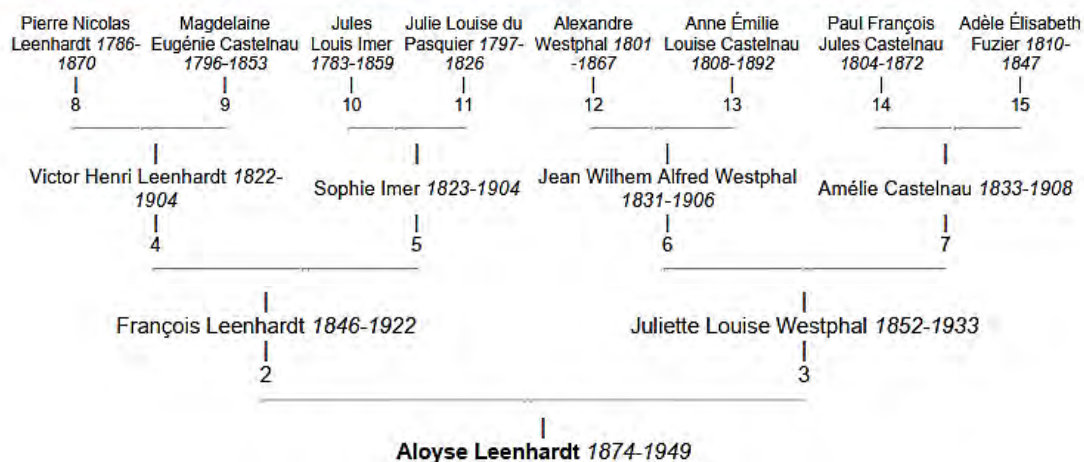 Pierre Nicolas Magdelaine Jules Julie Louise du Alexandre Anne Émilie Paul François Adèle Élisabeth
Leenhardt 1786- Eugénie Castelnau Louis Imer Pasquier 1797- Westphal 1801 Louise Castelnau Jules Castelnau Fuzier 1810-
1870 1796-1853 1783-1859 1826 -1867 1808-1892 1804-1872 1847
8 9 10 11 12 13 14 15
Victor Henri Leenhardt 1822- Sophie Imer 1823-1904 Jean Wilhem Alfred Westphal Amélie Castelnau 1833-1908
1904 1831-1906
4 5 6 7
François Leenhardt 1846-1922 Juliette Louise Westphal 1852-1933
2 3
Aloyse Leenhardt 1874-1949